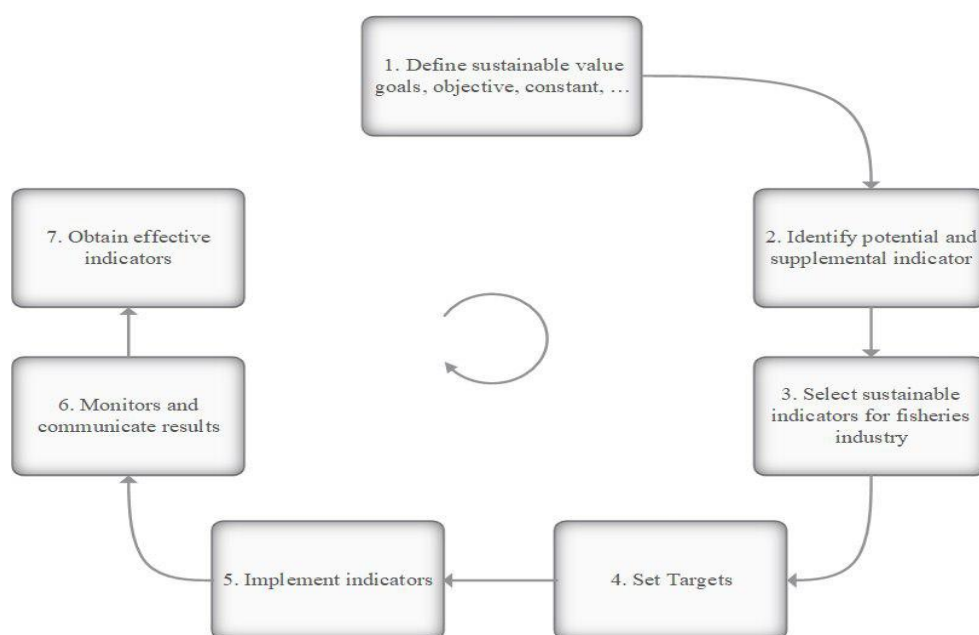 1. Define sustainable value
goals, objective, constant, …
2. Identify potential and
supplemental indicator
3. Select sustainable
indicators for fisheries
industry
4. Set Targets
5. Implement indicators
6. Monitors and
communicate results
7. Obtain effective
indicators